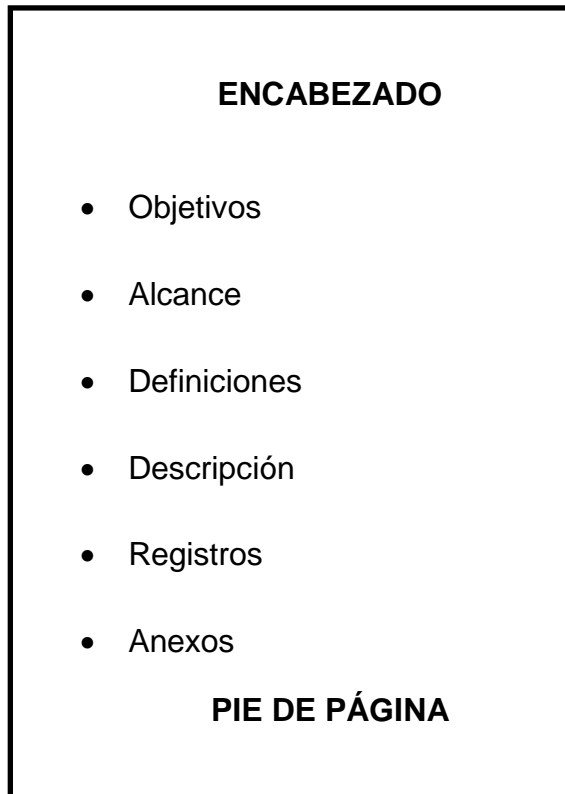 ENCABEZADO
• Objetivos
• Alcance
• Definiciones
• Descripción
• Registros
• Anexos
PIE DE PÁGINA